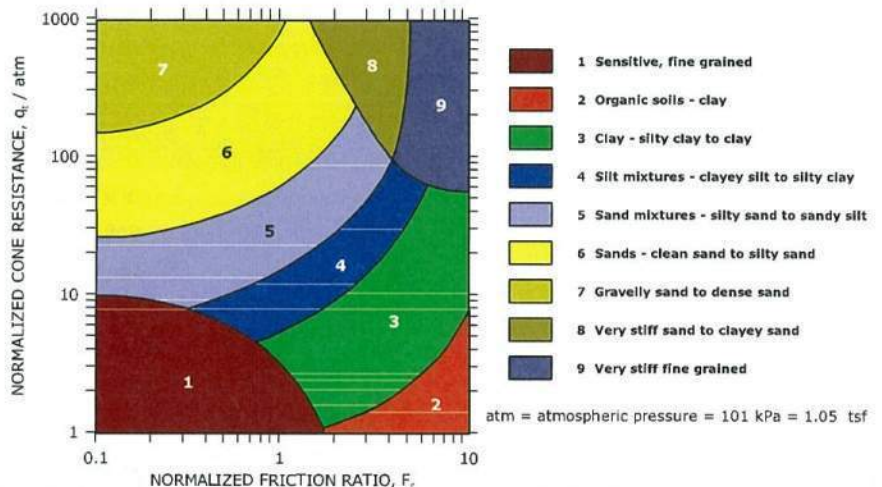 1000
100
10
1
0.1
1
10
NORMALIZED CONE RESISTANCE, qt / atm
NORMALIZED FRICTION RATIO, Fr
7
8
9
6
5
4
3
1
2
1 Sensitive, fine grained
2 Organic soils - clay
3 Clay - silty clay to clay
4 Silt mixtures - clayey silt to silty clay
5 Sand mixtures - silty sand to sandy silt
6 Sands - clean sand to silty sand
7 Gravelly sand to dense sand
8 Very stiff sand to clayey sand
9 Very stiff fine grained
atm = atmospheric pressure = 101 kPa = 1.05 tsf